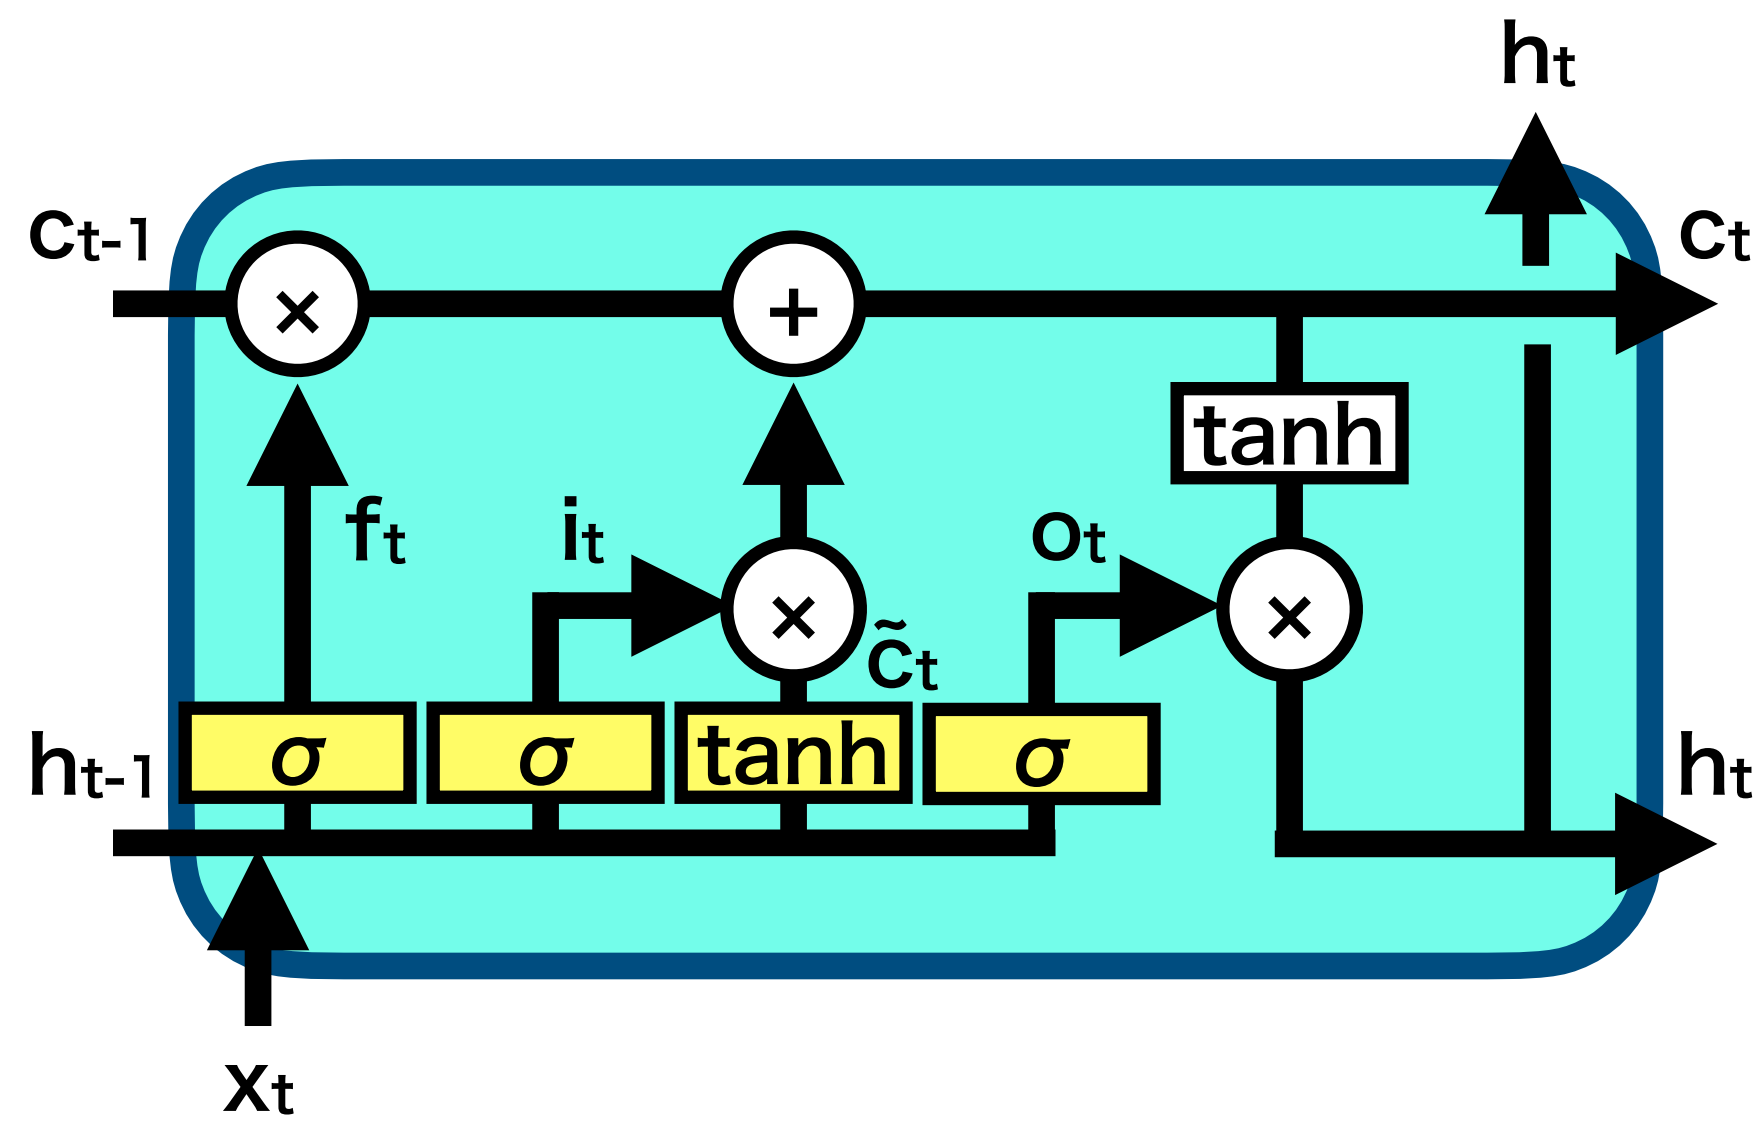 ht
ct-1
ct
×
+
tanh
ft
it
ot
×
×
c̃t
ht-1
σ
σ
tanh
σ
ht
xt